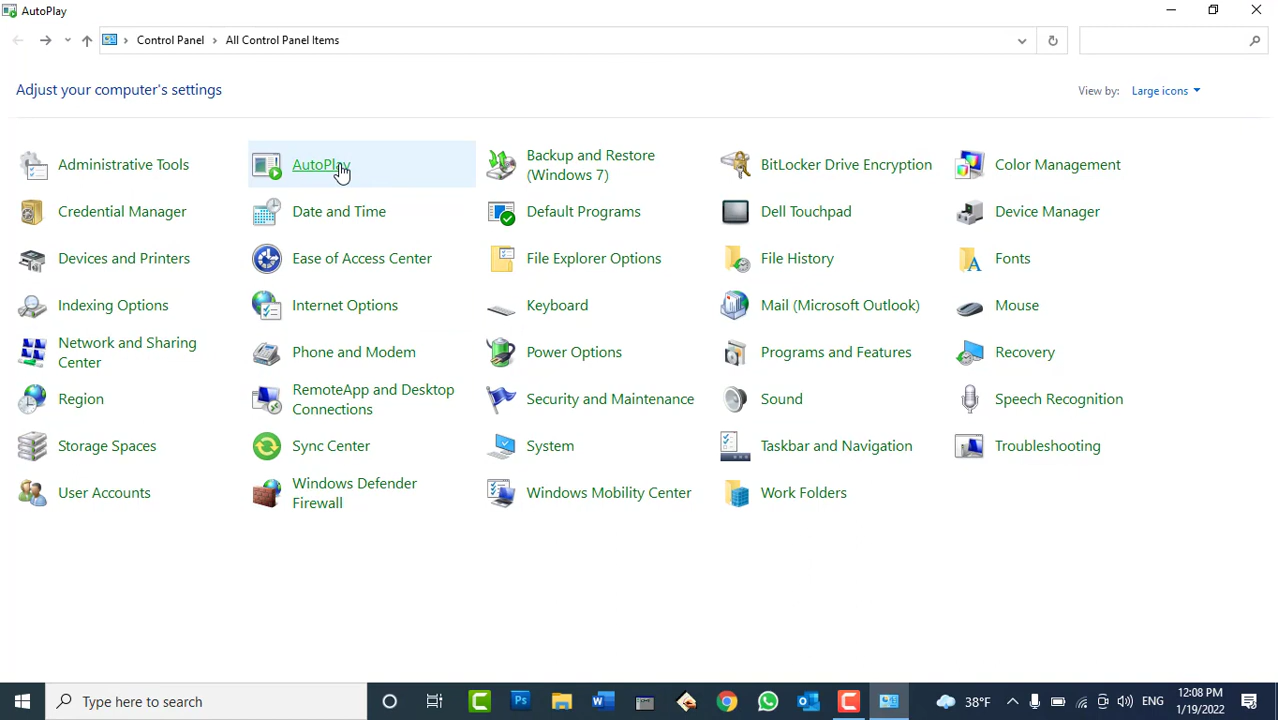 AutoPlay
Control Panel > All Control Panel Items
Adjust your computer's settings
View by: Large icons
Administrative Tools
AutoPlay
Backup and Restore
(Windows 7)
BitLocker Drive Encryption
Color Management
Credential Manager
Date and Time
Default Programs
Dell Touchpad
Device Manager
Devices and Printers
Ease of Access Center
File Explorer Options
File History
Fonts
Indexing Options
Internet Options
Keyboard
Mail (Microsoft Outlook)
Mouse
Network and Sharing
Center
Phone and Modem
Power Options
Programs and Features
Recovery
Region
RemoteApp and Desktop
Connections
Security and Maintenance
Sound
Speech Recognition
Storage Spaces
Sync Center
System
Taskbar and Navigation
Troubleshooting
User Accounts
Windows Defender
Firewall
Windows Mobility Center
Work Folders
Type here to search
Ps
38°F
ENG
12:08 PM
1/19/2022